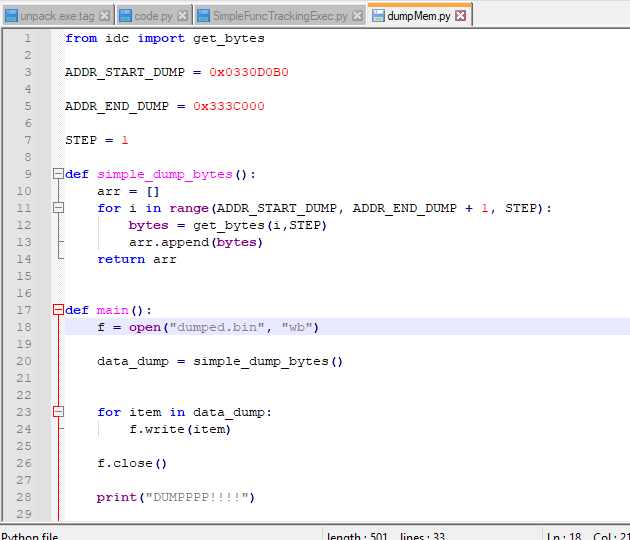 unpack.exe.tag code.py SimpleFuncTrackingExec.py dumpMem.py
1 from idc import get_bytes
2
3 ADDR_START_DUMP = 0x0330D0B0
4
5 ADDR_END_DUMP = 0x333C000
6
7 STEP = 1
8
9 def simple_dump_bytes():
10 arr = []
11 for i in range(ADDR_START_DUMP, ADDR_END_DUMP + 1, STEP):
12 bytes = get_bytes(i,STEP)
13 arr.append(bytes)
14 return arr
15
16
17 def main():
18 f = open("dumped.bin", "wb")
19
20 data_dump = simple_dump_bytes()
21
22
23 for item in data_dump:
24 f.write(item)
25
26 f.close()
27
28 print("DUMPPPP!!!!")
29
Python file length : 501 lines : 33 Ln : 18 Col : 21